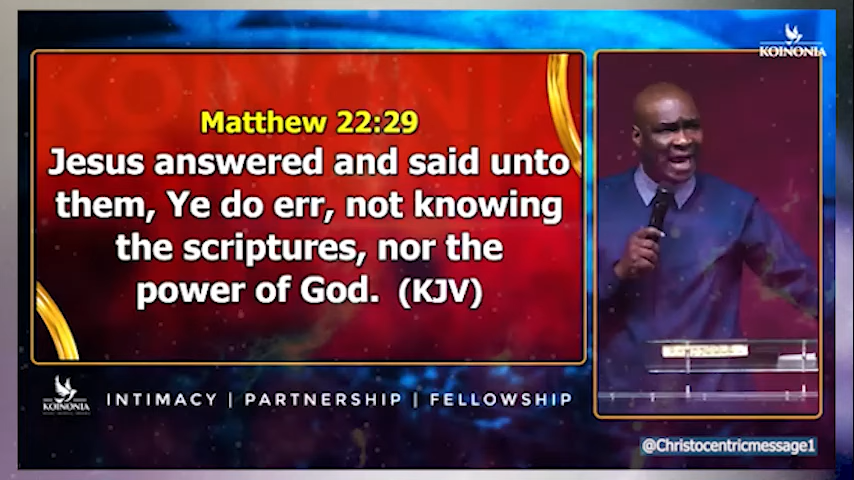 KOINONIA
Matthew 22:29
Jesus answered and said unto
them, Ye do err, not knowing
the scriptures, nor the
power of God. (KJV)
KOINONIA
INTIMACY | PARTNERSHIP | FELLOWSHIP
@Christocentricmessage1